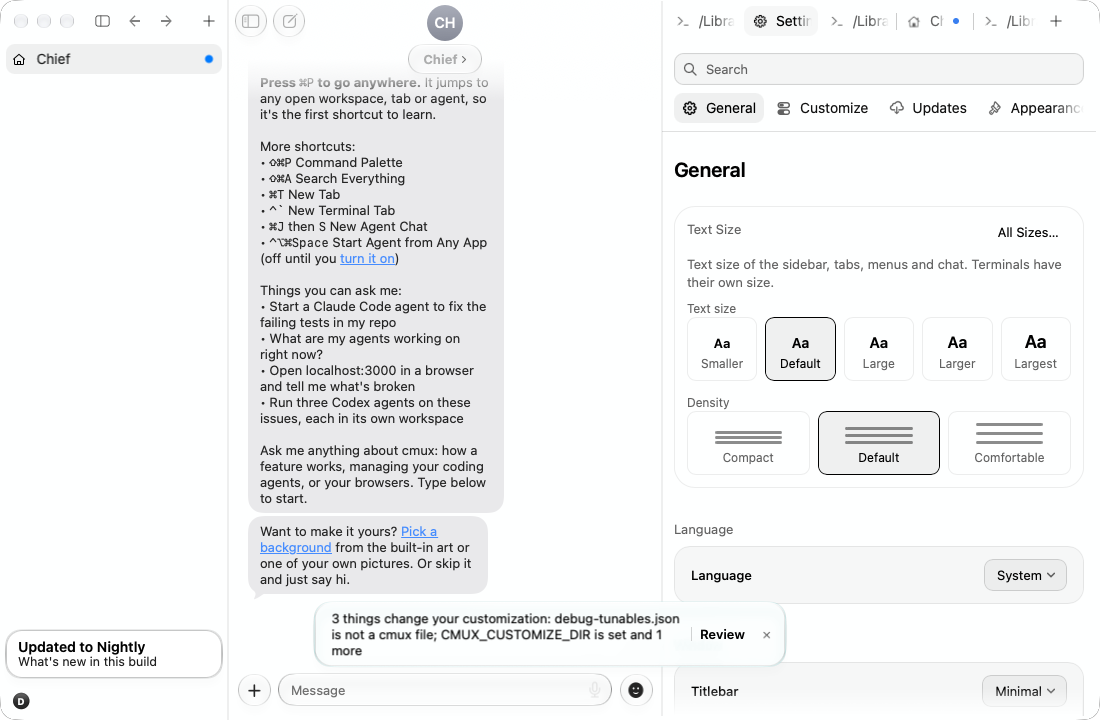 Chief
Updated to Nightly
What's new in this build
D
CH
Chief
Press ⌘P to go anywhere. It jumps to
any open workspace, tab or agent, so
it's the first shortcut to learn.
More shortcuts:
• ⇧⌘P Command Palette
• ⇧⌘A Search Everything
• ⌘T New Tab
• ^` New Terminal Tab
• ⌘J then S New Agent Chat
• ^⌥⌘Space Start Agent from Any App
(off until you turn it on)
Things you can ask me:
• Start a Claude Code agent to fix the
failing tests in my repo
• What are my agents working on
right now?
• Open localhost:3000 in a browser
and tell me what's broken
• Run three Codex agents on these
issues, each in its own workspace
Ask me anything about cmux: how a
feature works, managing your coding
agents, or your browsers. Type below
to start.
Want to make it yours? Pick a
background from the built-in art or
one of your own pictures. Or skip it
and just say hi.
3 things change your customization: debug-tunables.json
is not a cmux file; CMUX_CUSTOMIZE_DIR is set and 1
more
Review
Message
/Libra Settin /Libra Ch /Lib
Search
General Customize Updates Appearanc
General
Text Size
All Sizes...
Text size of the sidebar, tabs, menus and chat. Terminals have
their own size.
Text size
Aa Aa Aa Aa Aa
Smaller Default Large Larger Largest
Density
Compact Default Comfortable
Language
Language System
Titlebar Minimal